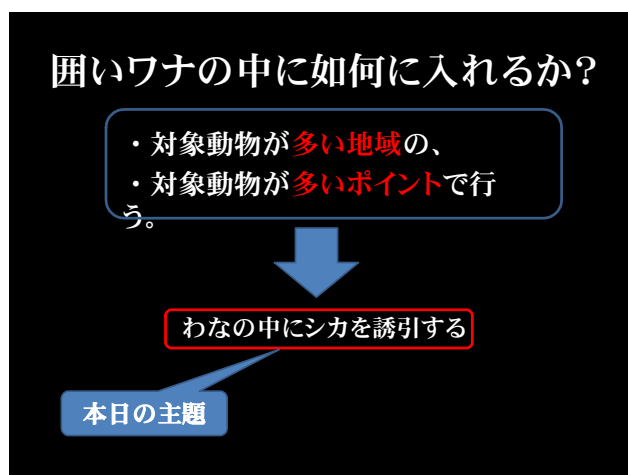 囲いワナの中に如何に入れるか？
・対象動物が多い地域の、
・対象動物が多いポイントで行
う。
わなの中にシカを誘引する
本日の主題